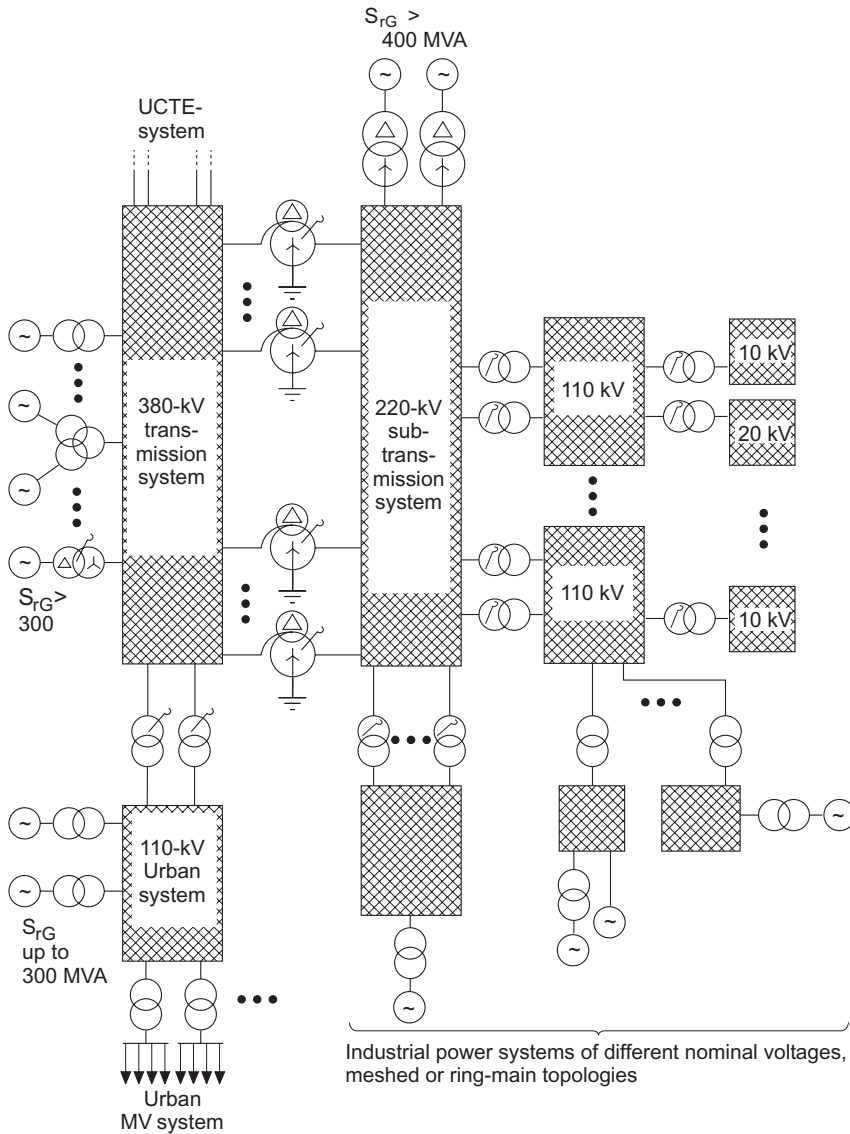 S_rG >
400 MVA
~
~
UCTE-
system
~
~
~
S_rG >
300
380-kV
trans-
mission
system
220-kV
sub-
trans-
mission
system
110 kV
10 kV
20 kV
110 kV
10 kV
~
~
S_rG
up to
300 MVA
110-kV
Urban
system
~
~
~
~
Urban
MV system
Industrial power systems of different nominal voltages,
meshed or ring-main topologies